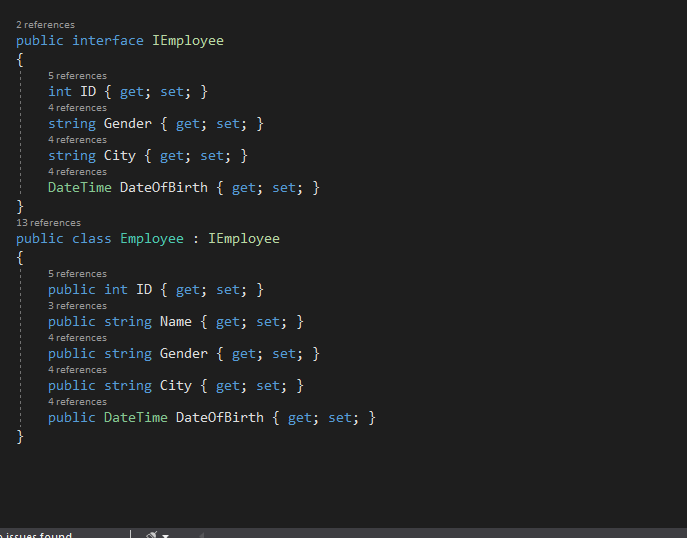 2 references
public interface IEmployee
{
5 references
int ID { get; set; }
4 references
string Gender { get; set; }
4 references
string City { get; set; }
4 references
DateTime DateOfBirth { get; set; }
}
13 references
public class Employee : IEmployee
{
5 references
public int ID { get; set; }
3 references
public string Name { get; set; }
4 references
public string Gender { get; set; }
4 references
public string City { get; set; }
4 references
public DateTime DateOfBirth { get; set; }
}
issues found